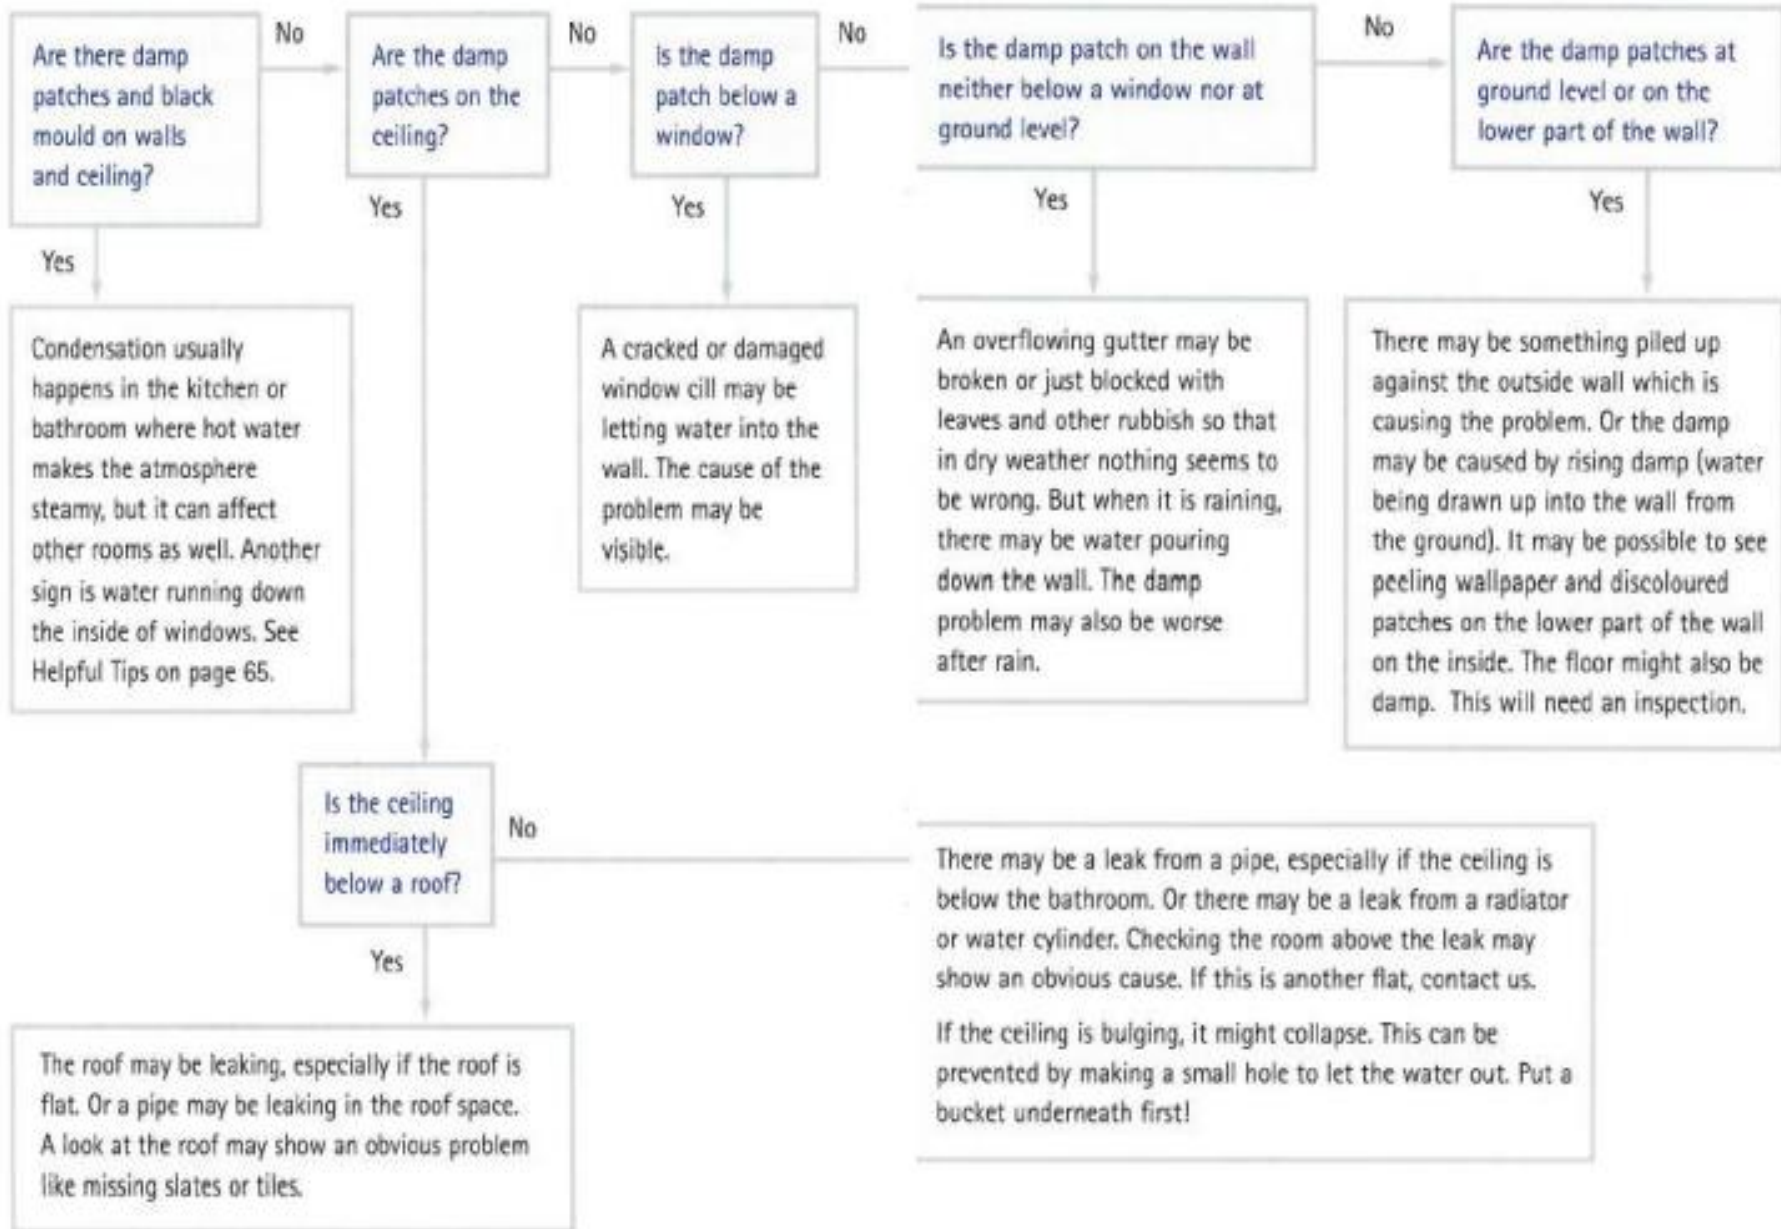 Are there damp
patches and black
mould on walls
and ceiling?
No
Are the damp
patches on the
ceiling?
No
Is the damp
patch below a
window?
No
Is the damp patch on the wall
neither below a window nor at
ground level?
No
Are the damp patches at
ground level or on the
lower part of the wall?
Yes
Yes
Yes
Yes
Yes
Condensation usually
happens in the kitchen or
bathroom where hot water
makes the atmosphere
steamy, but it can affect
other rooms as well. Another
sign is water running down
the inside of windows. See
Helpful Tips on page 65.
A cracked or damaged
window cill may be
letting water into the
wall. The cause of the
problem may be
visible.
An overflowing gutter may be
broken or just blocked with
leaves and other rubbish so that
in dry weather nothing seems to
be wrong. But when it is raining,
there may be water pouring
down the wall. The damp
problem may also be worse
after rain.
There may be something piled up
against the outside wall which is
causing the problem. Or the damp
may be caused by rising damp (water
being drawn up into the wall from
the ground). It may be possible to see
peeling wallpaper and discoloured
patches on the lower part of the wall
on the inside. The floor might also be
damp. This will need an inspection.
Is the ceiling
immediately
below a roof?
No
There may be a leak from a pipe, especially if the ceiling is
below the bathroom. Or there may be a leak from a radiator
or water cylinder. Checking the room above the leak may
show an obvious cause. If this is another flat, contact us.
If the ceiling is bulging, it might collapse. This can be
prevented by making a small hole to let the water out. Put a
bucket underneath first!
Yes
The roof may be leaking, especially if the roof is
flat. Or a pipe may be leaking in the roof space.
A look at the roof may show an obvious problem
like missing slates or tiles.